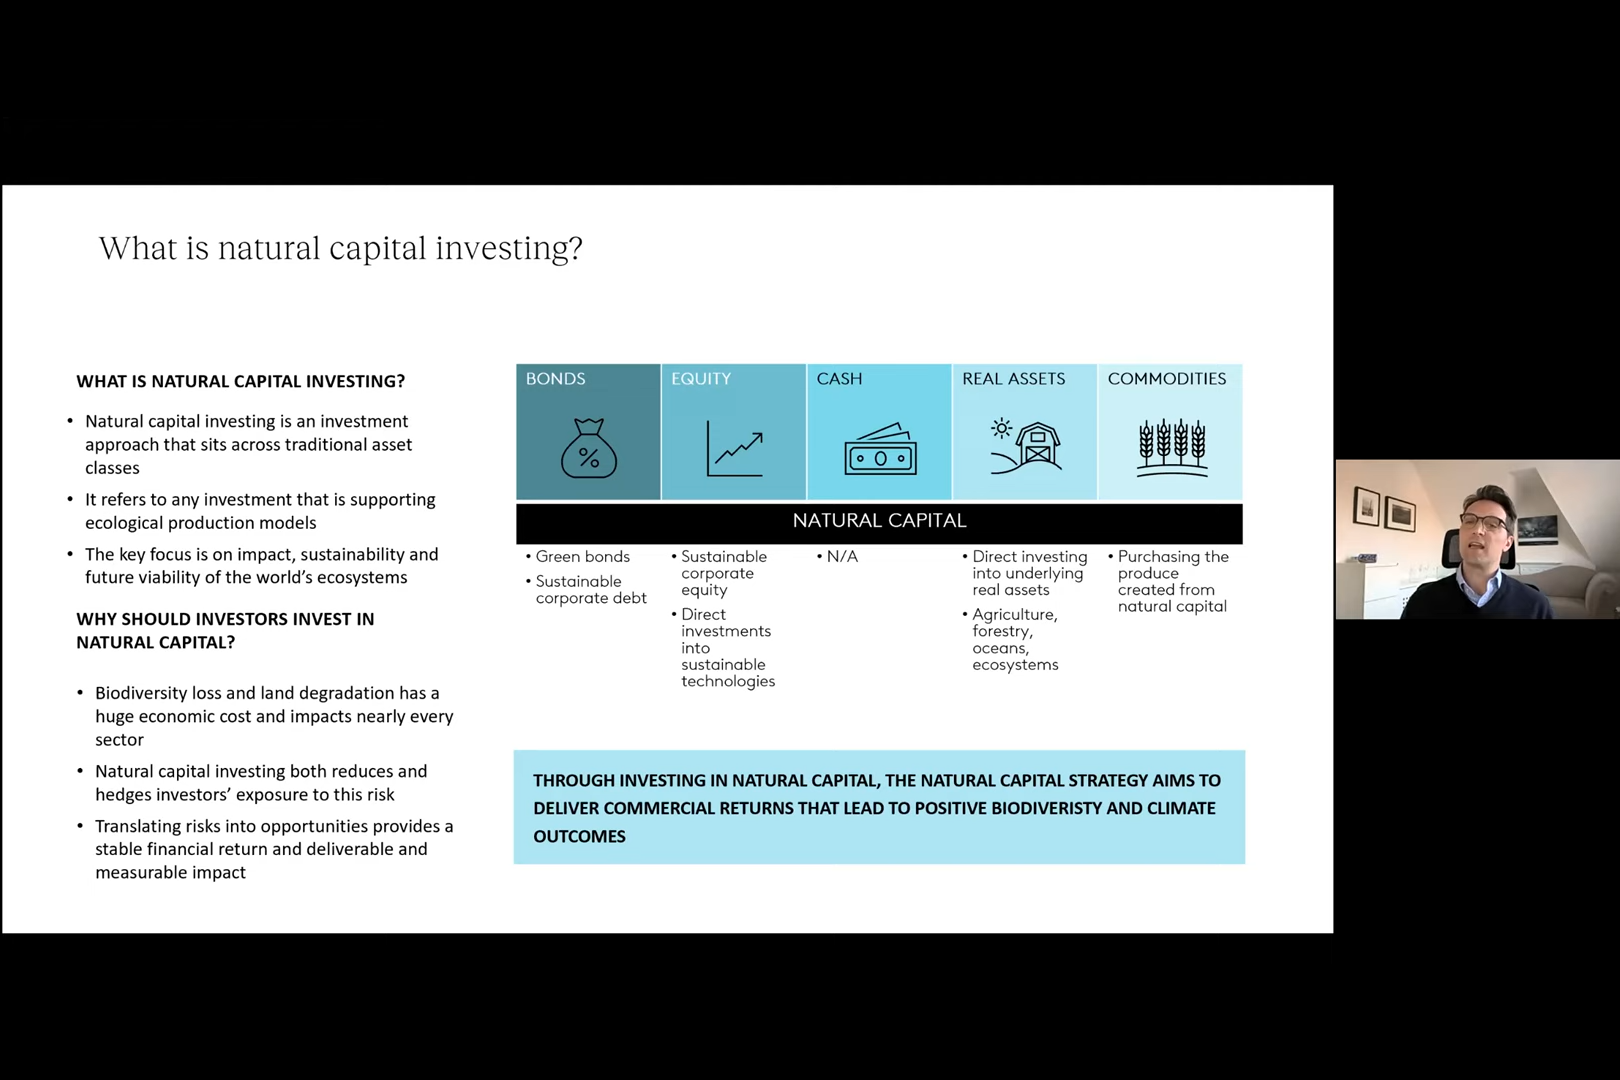 What is natural capital investing?
WHAT IS NATURAL CAPITAL INVESTING?
• Natural capital investing is an investment
approach that sits across traditional asset
classes
• It refers to any investment that is supporting
ecological production models
• The key focus is on impact, sustainability and
future viability of the world's ecosystems
WHY SHOULD INVESTORS INVEST IN
NATURAL CAPITAL?
• Biodiversity loss and land degradation has a
huge economic cost and impacts nearly every
sector
• Natural capital investing both reduces and
hedges investors' exposure to this risk
• Translating risks into opportunities provides a
stable financial return and deliverable and
measurable impact
BONDS
EQUITY
CASH
REAL ASSETS
COMMODITIES
%
NATURAL CAPITAL
• Green bonds
• Sustainable
corporate debt
• Sustainable
corporate
equity
• Direct
investments
into
sustainable
technologies
• N/A
• Direct investing
into underlying
real assets
• Agriculture,
forestry,
oceans,
ecosystems
• Purchasing the
produce
created from
natural capital
THROUGH INVESTING IN NATURAL CAPITAL, THE NATURAL CAPITAL STRATEGY AIMS TO
DELIVER COMMERCIAL RETURNS THAT LEAD TO POSITIVE BIODIVERISTY AND CLIMATE
OUTCOMES